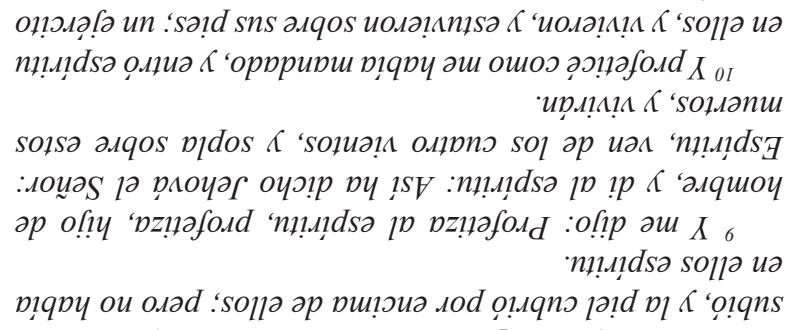 subió, y la piel cubrió por encima de ellos; pero no había
en ellos espíritu.
9 Y me dijo: Profetiza al espíritu, profetiza, hijo de
hombre, y di al espíritu: Así ha dicho Jehová el Señor:
Espíritu, ven de los cuatro vientos, y sopla sobre estos
muertos, y vivirán.
10 Y profeticé como me había mandado, y entró espíritu
en ellos, y vivieron, y estuvieron sobre sus pies; un ejército